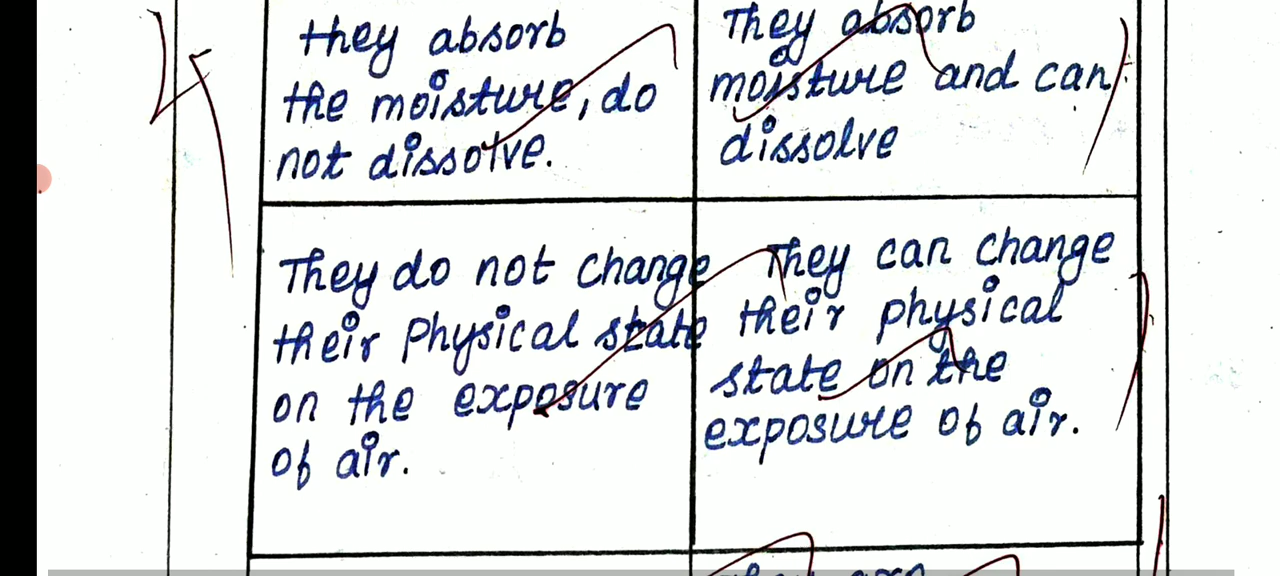 they absorb
the moisture, do
not dissolve.
They absorb
moisture and can
dissolve
They do not change
their Physical state
on the exposure
of air.
They can change
their physical
state on the
exposure of air.